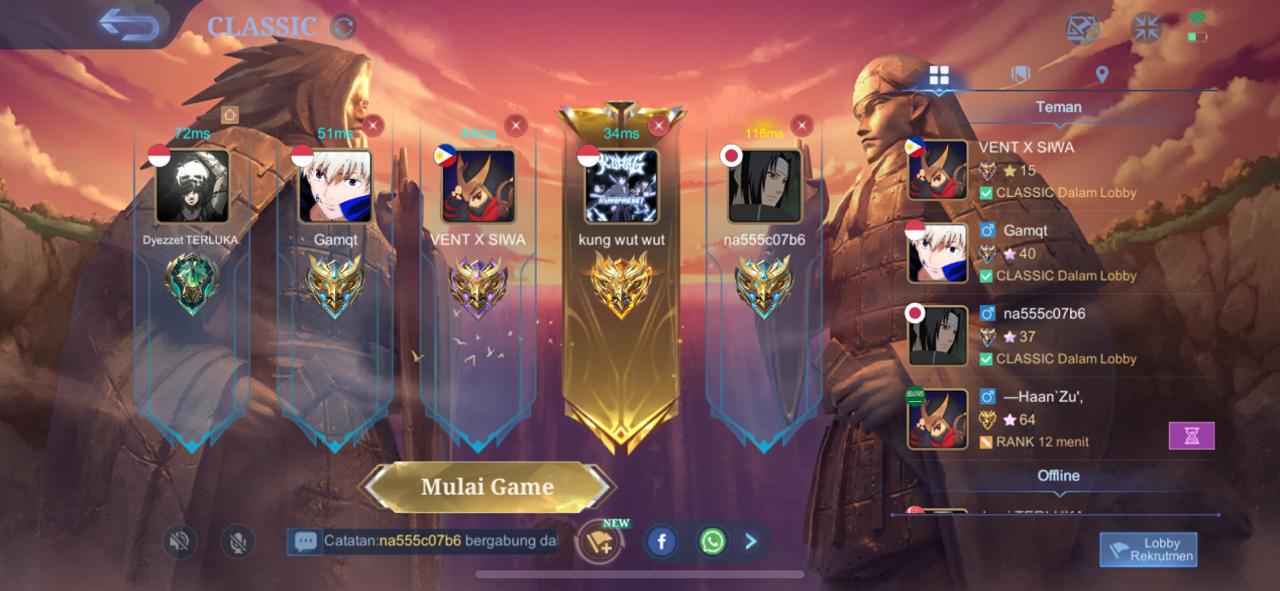 CLASSIC
72ms
51ms
44ms
34ms
116ms
KUNG
Dyezzet TERLUKA.
Gamqt
VENT X SIWA
kung wut wut
na555c07b6
Mulai Game
Catatan:na555c07b6 bergabung da
NEW
Teman
VENT X SIWA
15
CLASSIC Dalam Lobby
Gamqt
40
CLASSIC Dalam Lobby
na555c07b6
37
CLASSIC Dalam Lobby
—Haan`Zu',
64
RANK 12 menit
Offline
Lobby
Rekrutmen